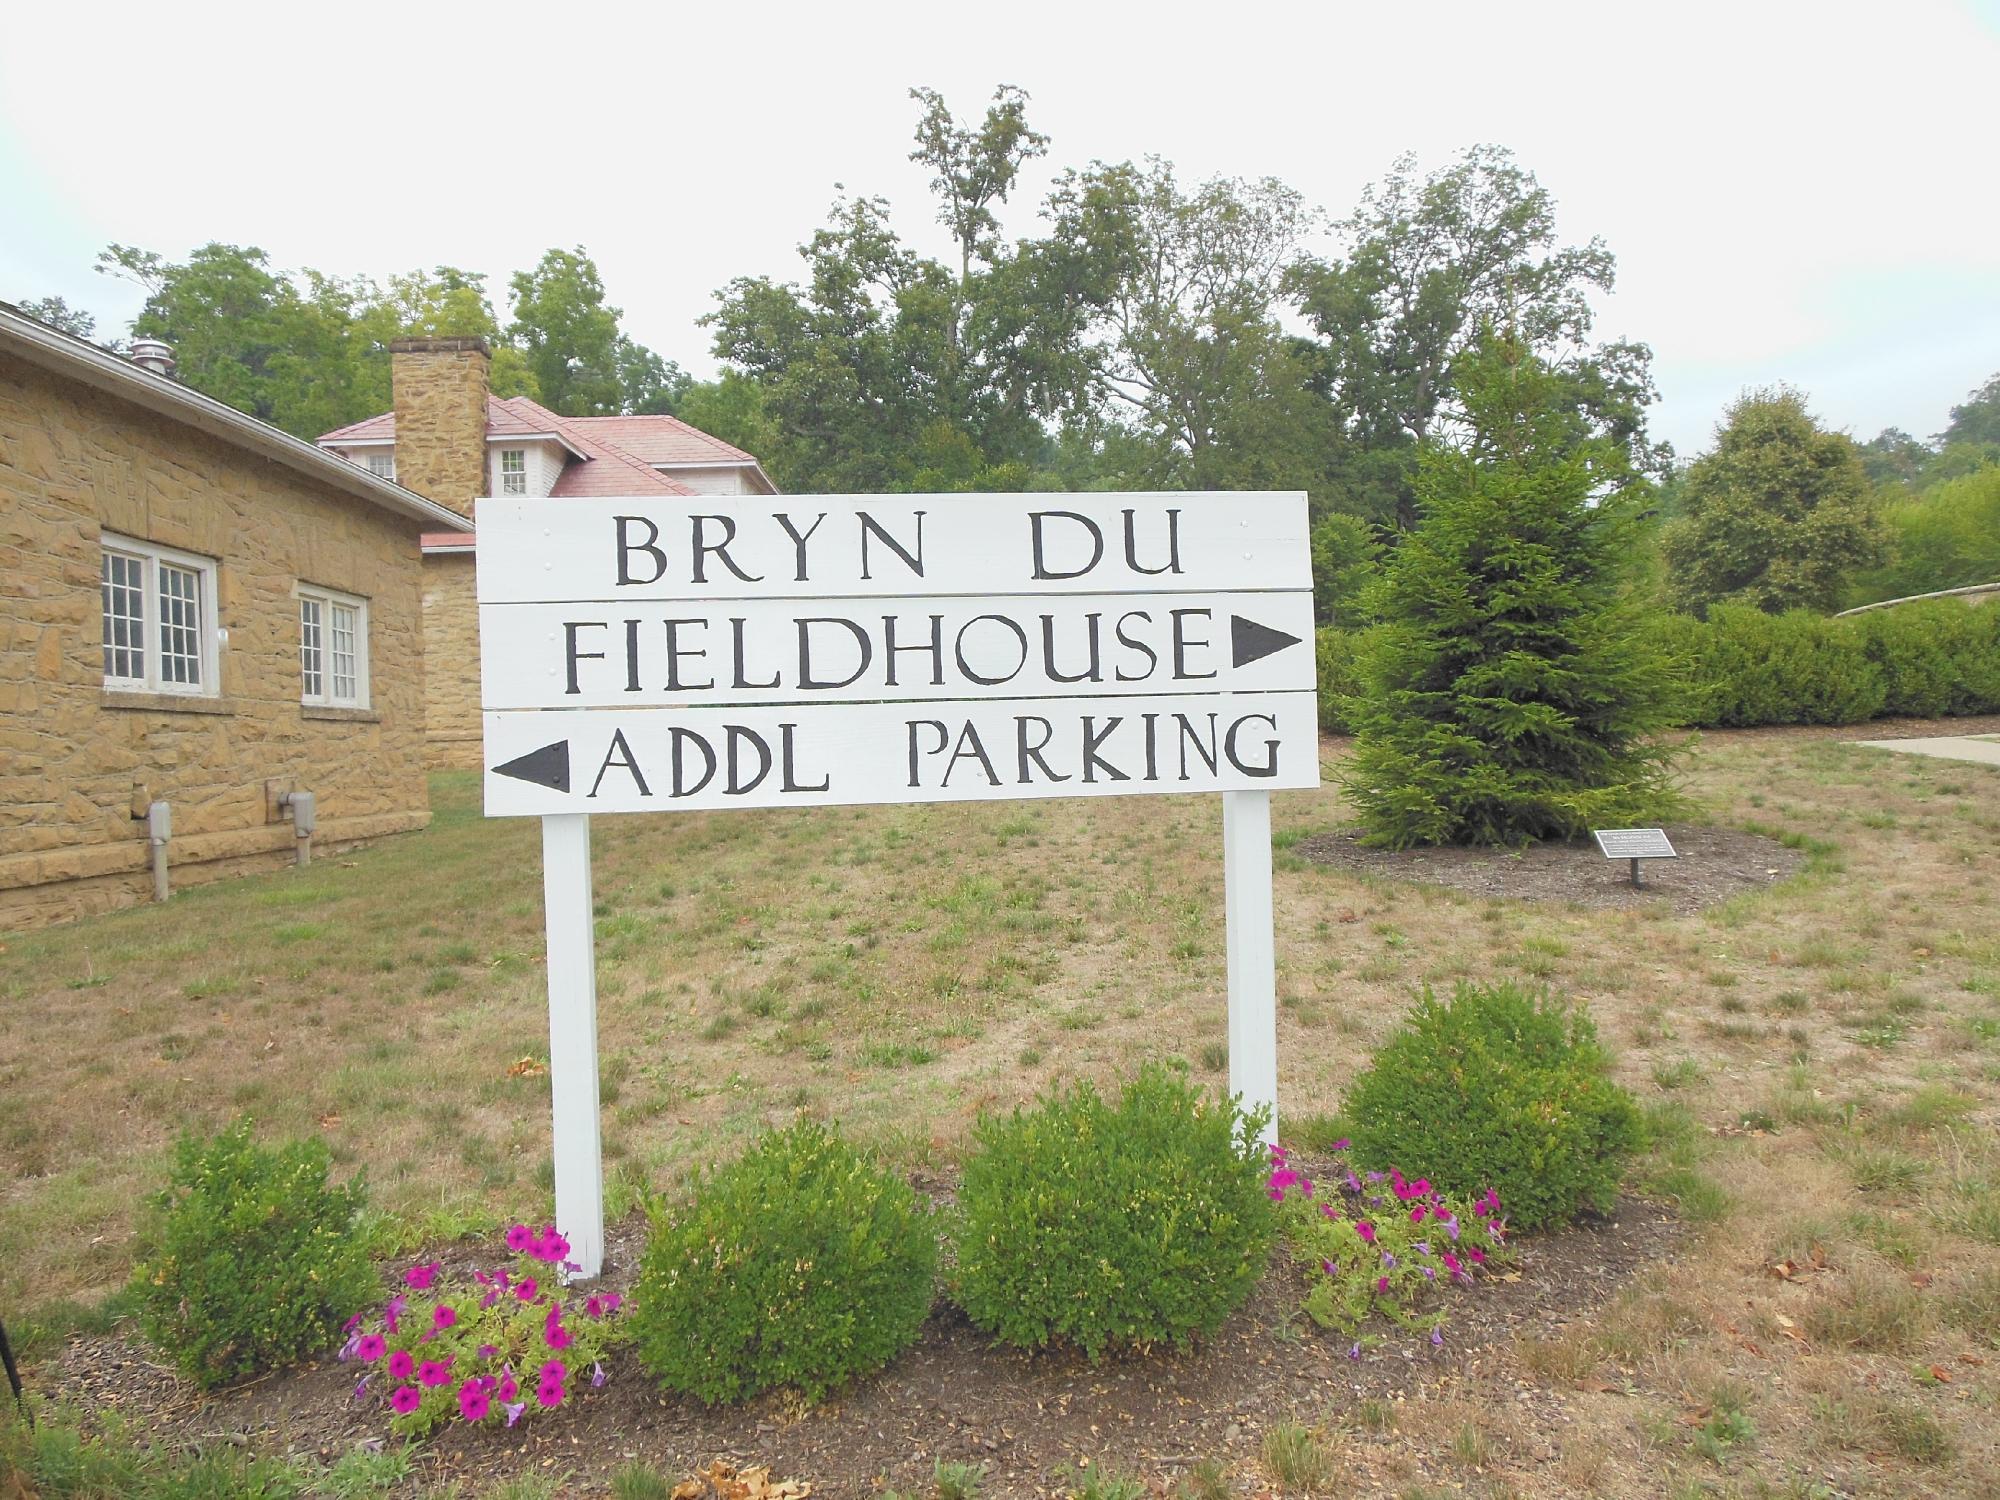 BRYN DU
FIELDHOUSE
ADDL PARKING